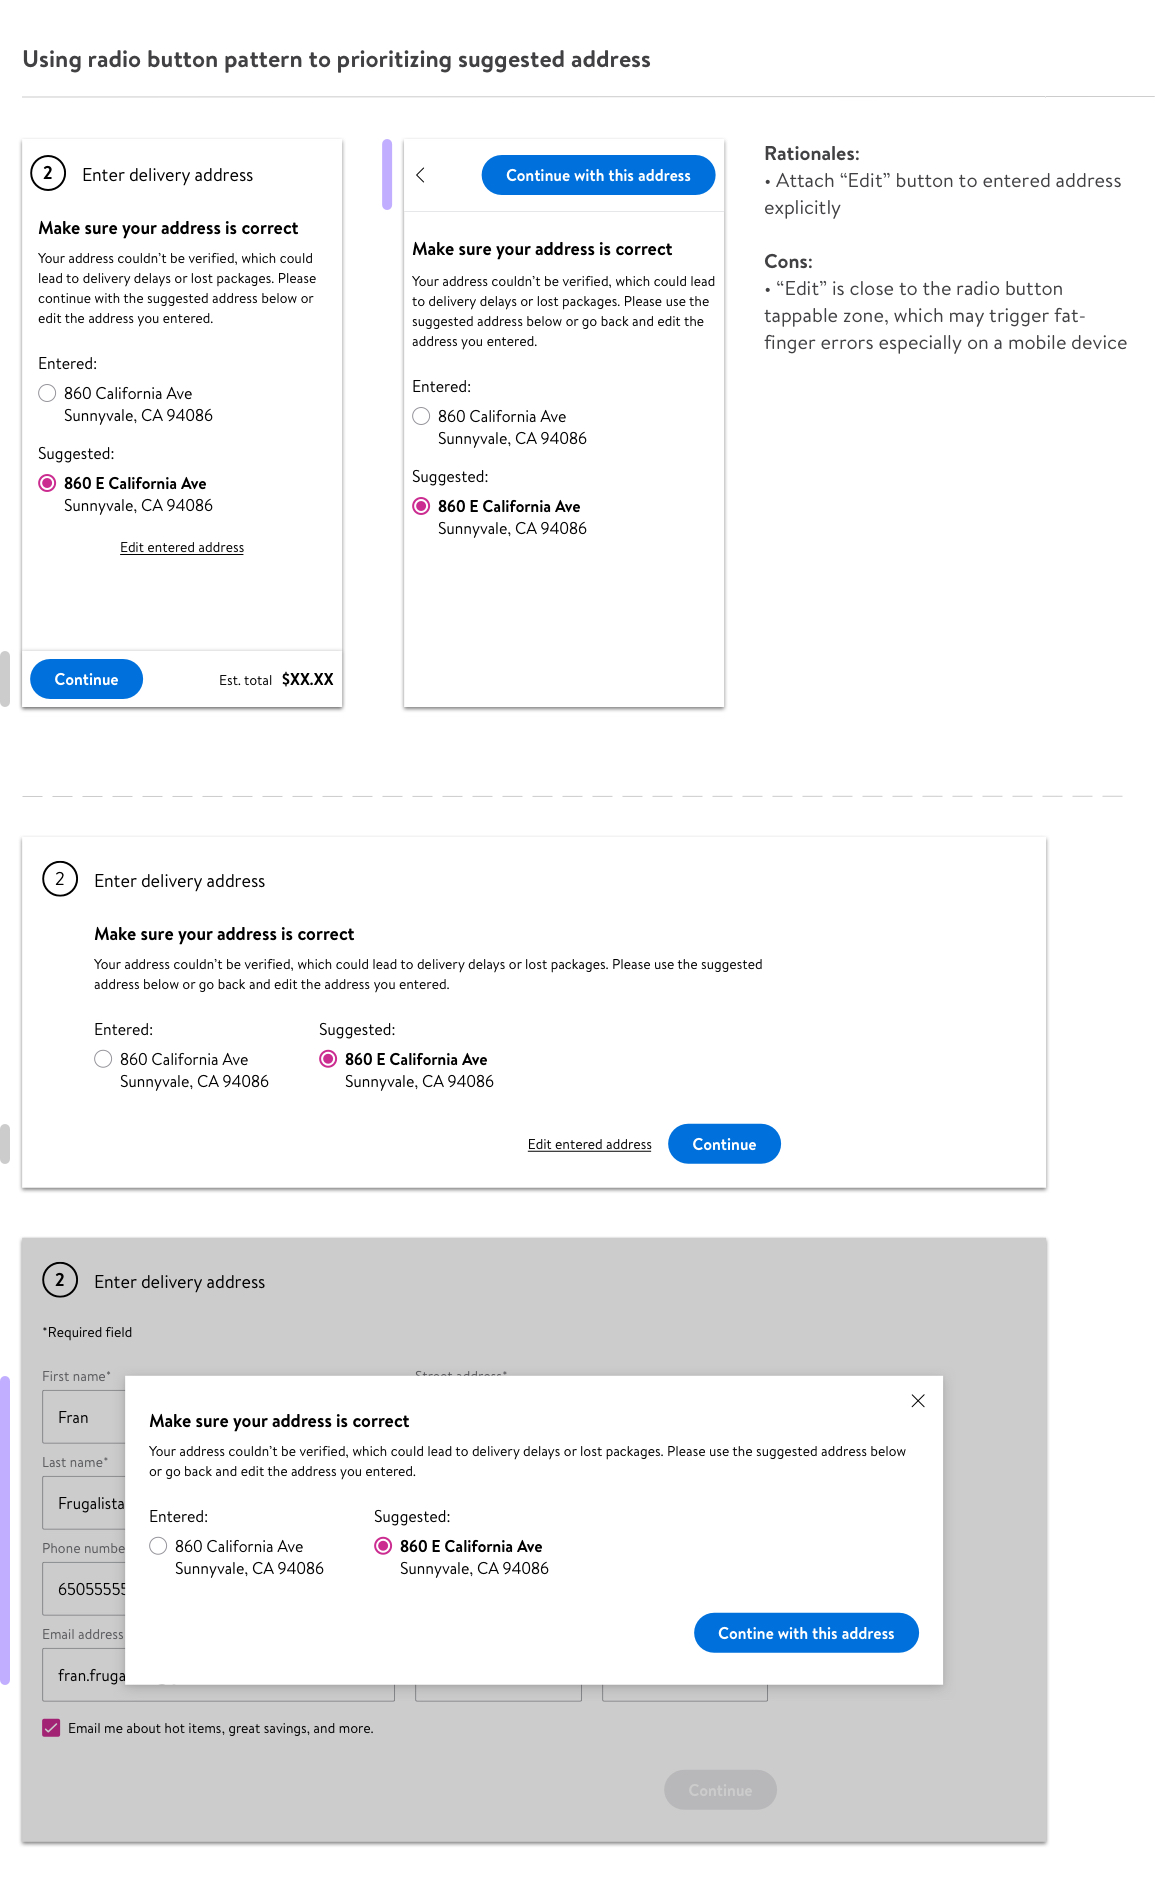 Using radio button pattern to prioritizing suggested address
2
Enter delivery address
Make sure your address is correct
Your address couldn't be verified, which could
lead to delivery delays or lost packages. Please
continue with the suggested address below or
edit the address you entered.
Entered:
860 California Ave
Sunnyvale, CA 94086
Suggested:
860 E California Ave
Sunnyvale, CA 94086
Edit entered address
Continue
Est. total $XX.XX
Continue with this address
Make sure your address is correct
Your address couldn't be verified, which could lead
to delivery delays or lost packages. Please use the
suggested address below or go back and edit the
address you entered.
Entered:
860 California Ave
Sunnyvale, CA 94086
Suggested:
860 E California Ave
Sunnyvale, CA 94086
Rationales:
• Attach “Edit” button to entered address
explicitly
Cons:
• “Edit” is close to the radio button
tappable zone, which may trigger fat-
finger errors especially on a mobile device
2
Enter delivery address
Make sure your address is correct
Your address couldn't be verified, which could lead to delivery delays or lost packages. Please use the suggested
address below or go back and edit the address you entered.
Entered:
860 California Ave
Sunnyvale, CA 94086
Suggested:
860 E California Ave
Sunnyvale, CA 94086
Edit entered address
Continue
2
Enter delivery address
*Required field
First name*
Street address*
Fran
Last name*
Frugalista
Phone numbe
65055555
Email address
fran.fruga
Make sure your address is correct
Your address couldn't be verified, which could lead to delivery delays or lost packages. Please use the suggested address below
or go back and edit the address you entered.
Entered:
860 California Ave
Sunnyvale, CA 94086
Suggested:
860 E California Ave
Sunnyvale, CA 94086
Contine with this address
Email me about hot items, great savings, and more.
Continue